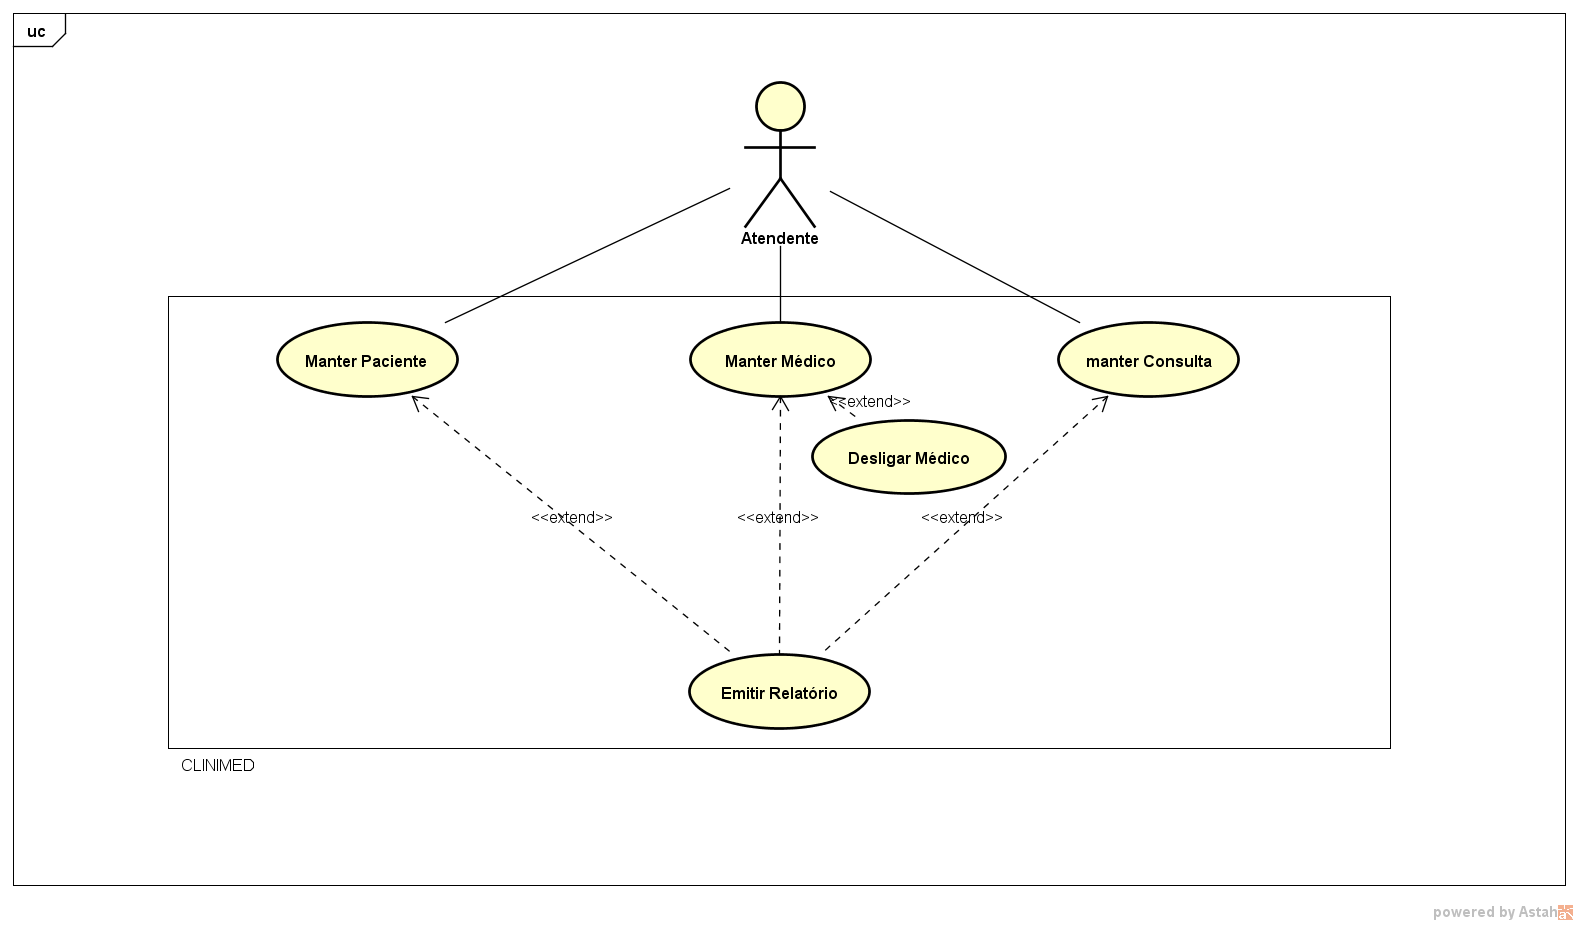 uc
Atendente
Manter Paciente
Manter Médico
manter Consulta
<<extend>>
Desligar Médico
<<extend>>
<<extend>>
<<extend>>
Emitir Relatório
CLINIMED
powered by Astah